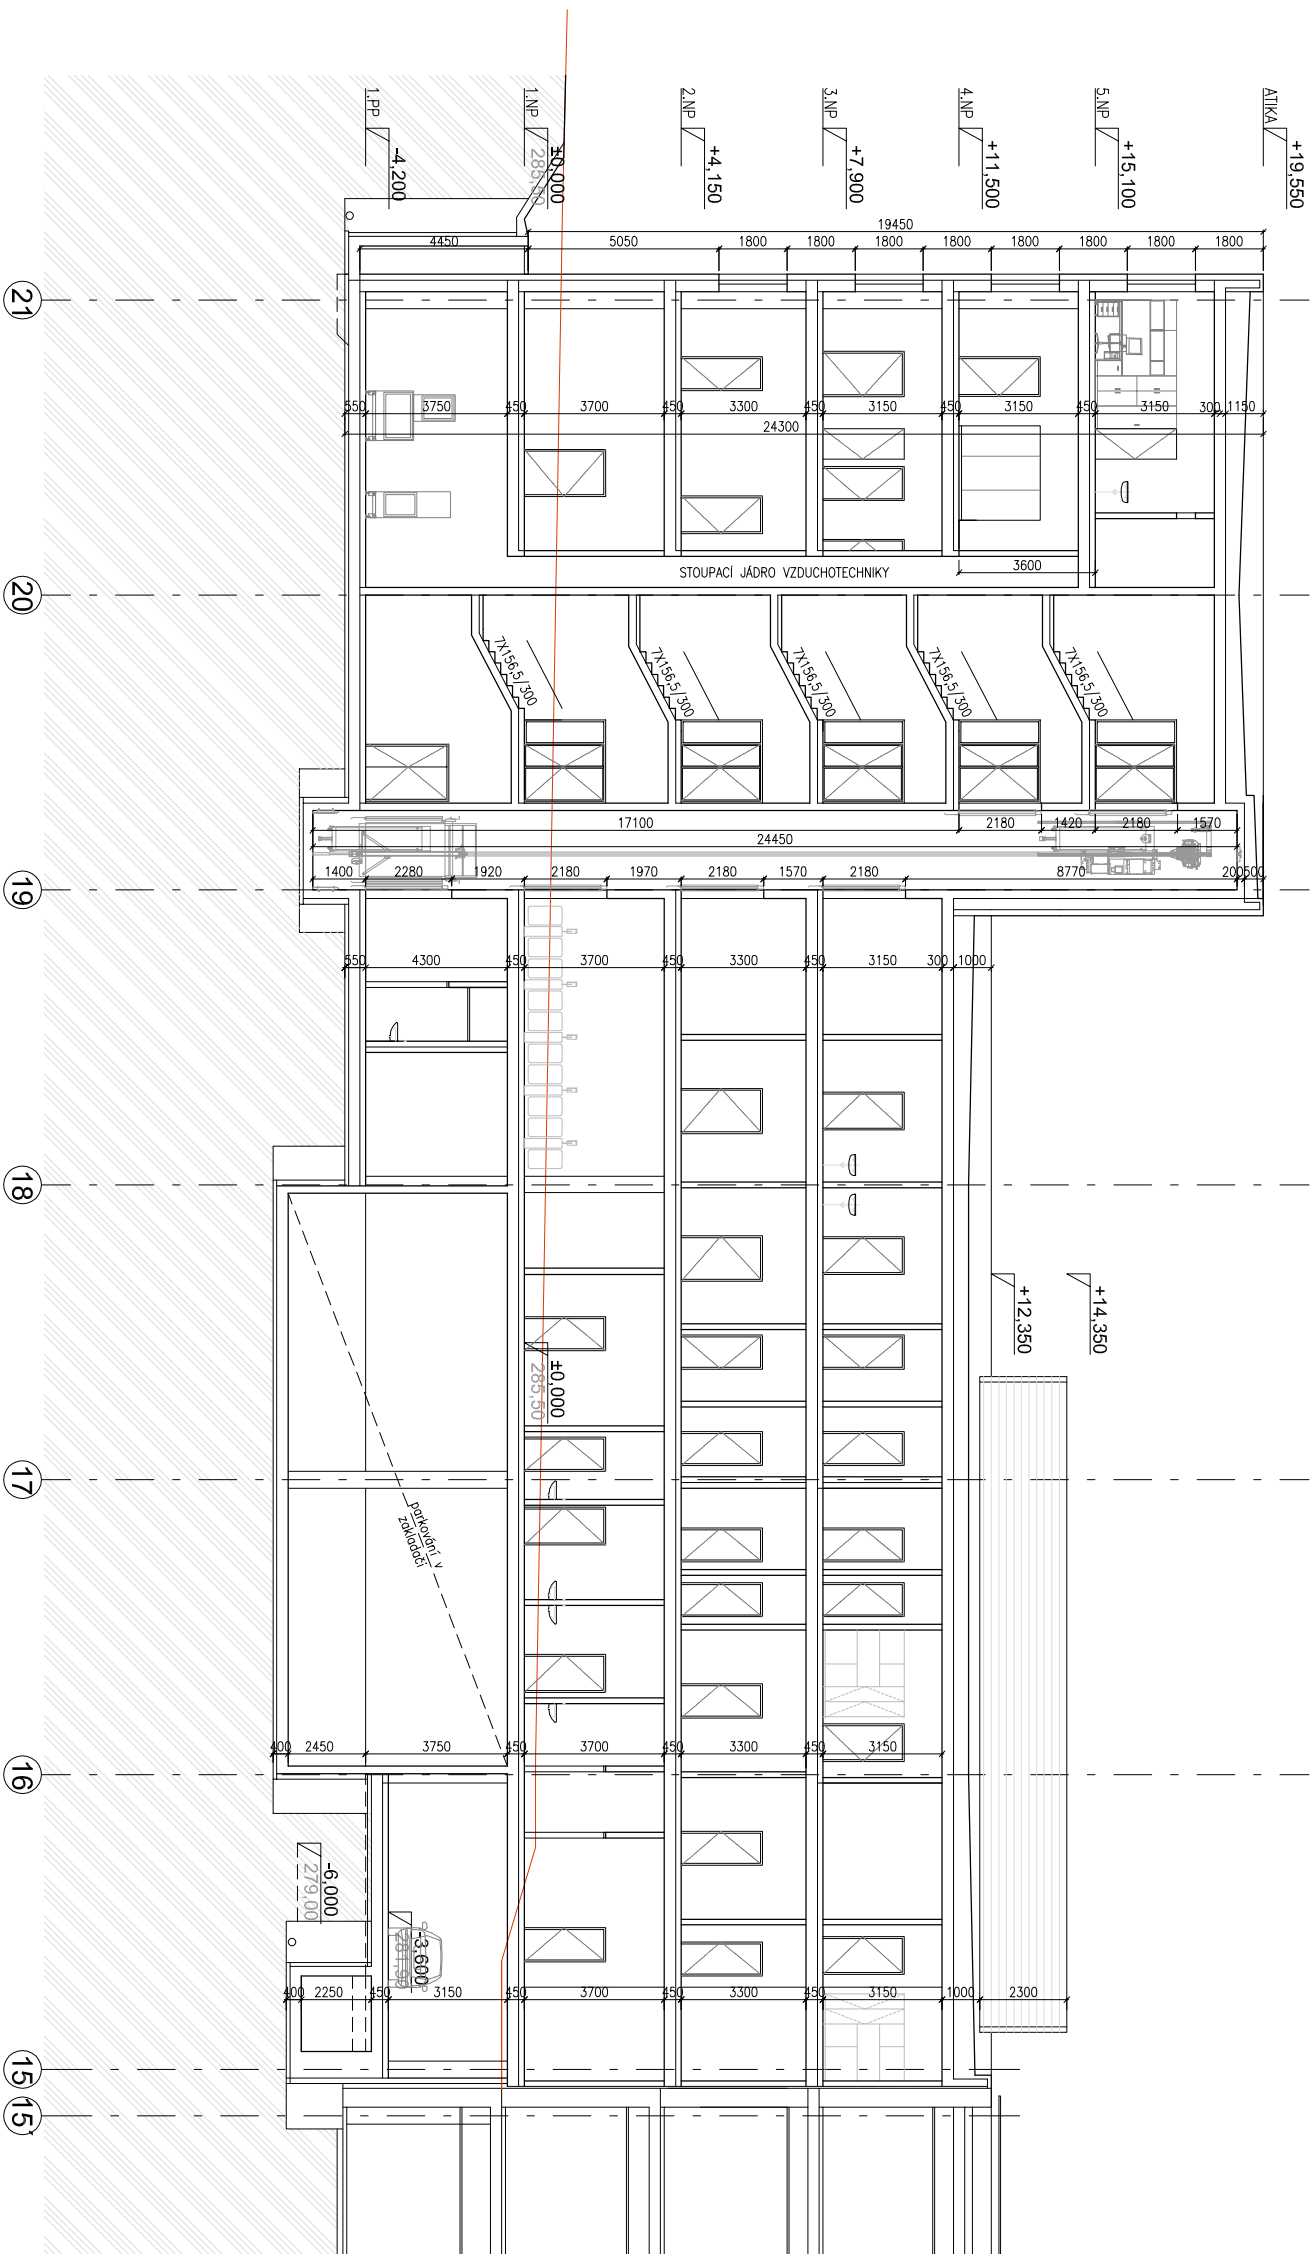 ATIKA
+19,550
5.NP
+15,100
4.NP
+11,500
3.NP
+7,900
2.NP
+4,150
1.NP
±0,000
285,50
1.PP
-4,200
19450
4450 5050 1800 1800 1800 1800 1800 1800 1800 1800
21
550 3750 450 3700 450 3300 450 3150 450 3150 450 3150 300 1150
24300
STOUPACÍ JÁDRO VZDUCHOTECHNIKY
3600
20
7X156,5/300
7X156,5/300
7X156,5/300
7X156,5/300
7X156,5/300
17100 2180 1420 2180 1570
24450
1400 2280 1920 2180 1970 2180 1570 2180 8770 200 500
19
550 4300 450 3700 450 3300 450 3150 300 1000
18
+14,350
+12,350
±0,000
285,50
17
parkování v
zakladači
400 2450 3750 450 3700 450 3300 450 3150
16
-6,000
279,00
-3,600
400 2250 450 3150 450 3700 450 3300 450 3150 1000 2300
15
15'